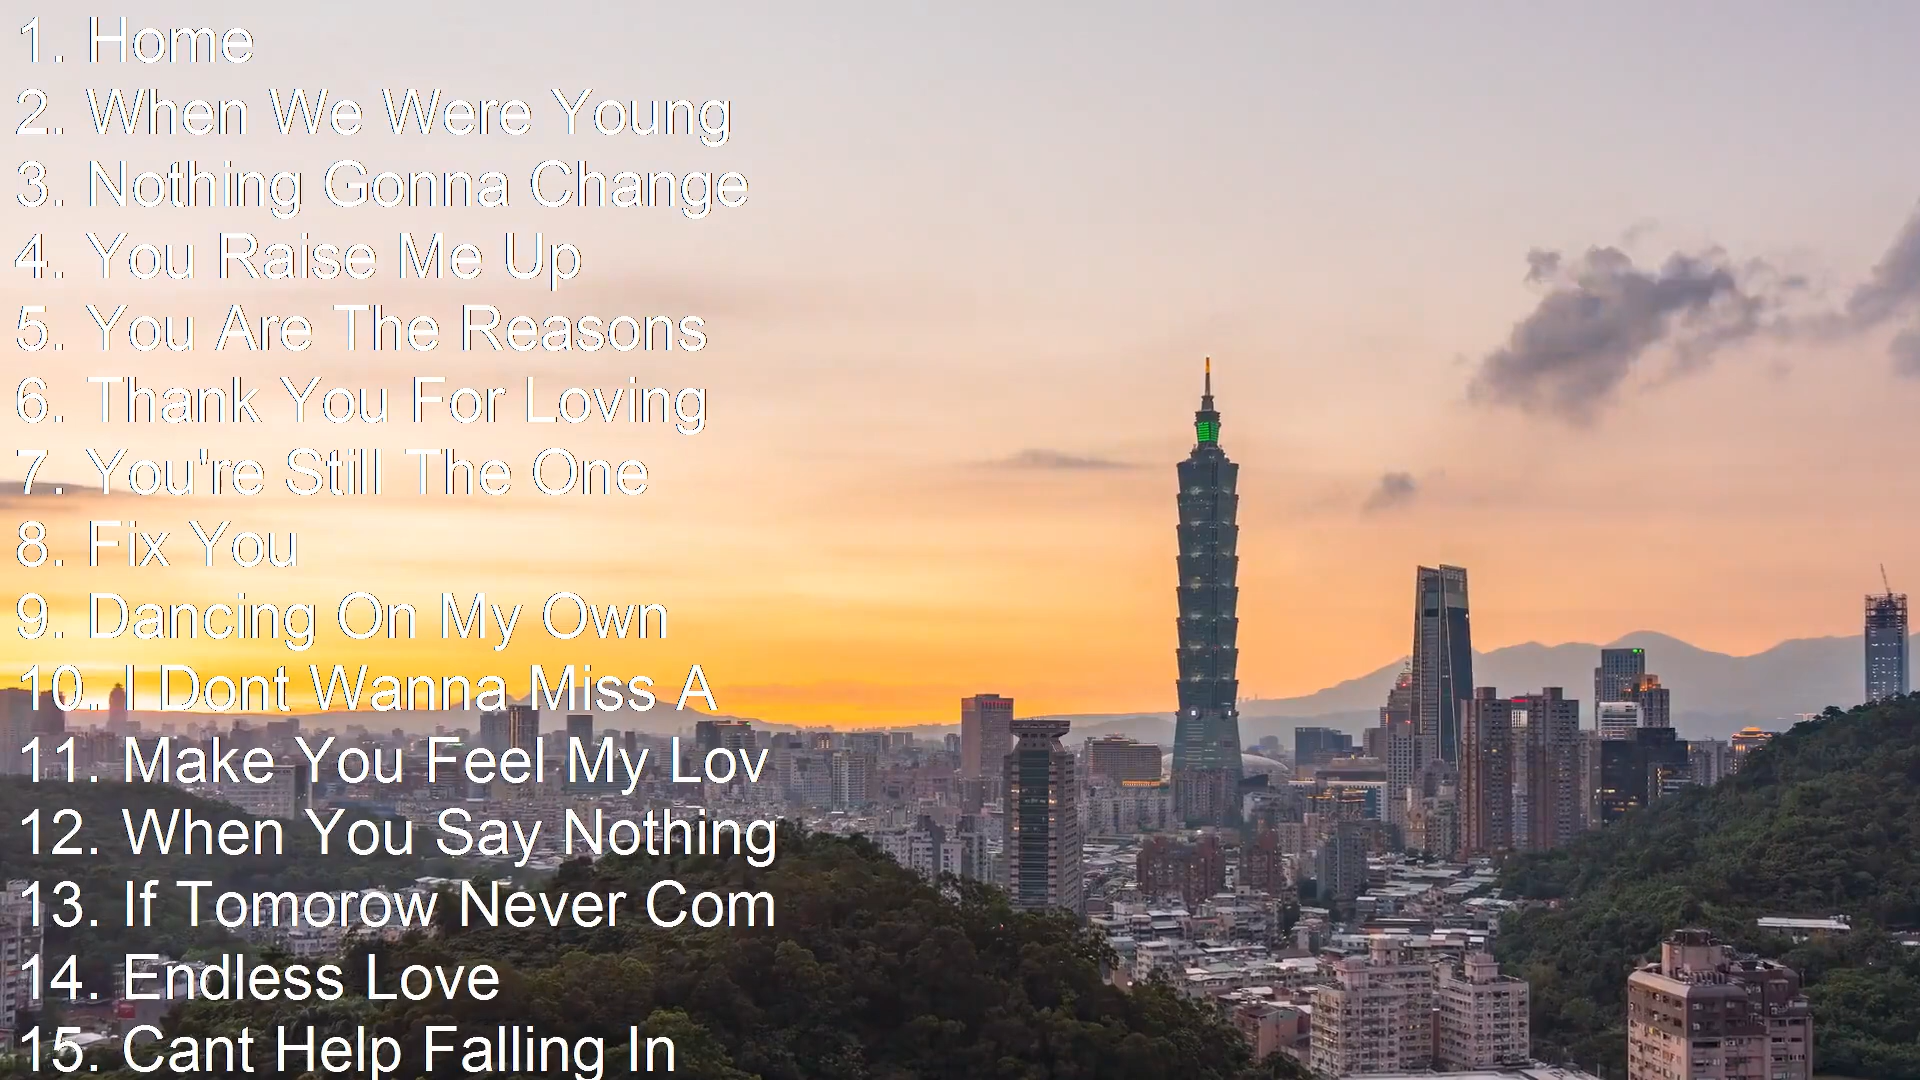 1. Home
2. When We Were Young
3. Nothing Gonna Change
4. You Raise Me Up
5. You Are The Reasons
6. Thank You For Loving
7. You're Still The One
8. Fix You
9. Dancing On My Own
10. I Dont Wanna Miss A
11. Make You Feel My Lov
12. When You Say Nothing
13. If Tomorow Never Com
14. Endless Love
15. Cant Help Falling In